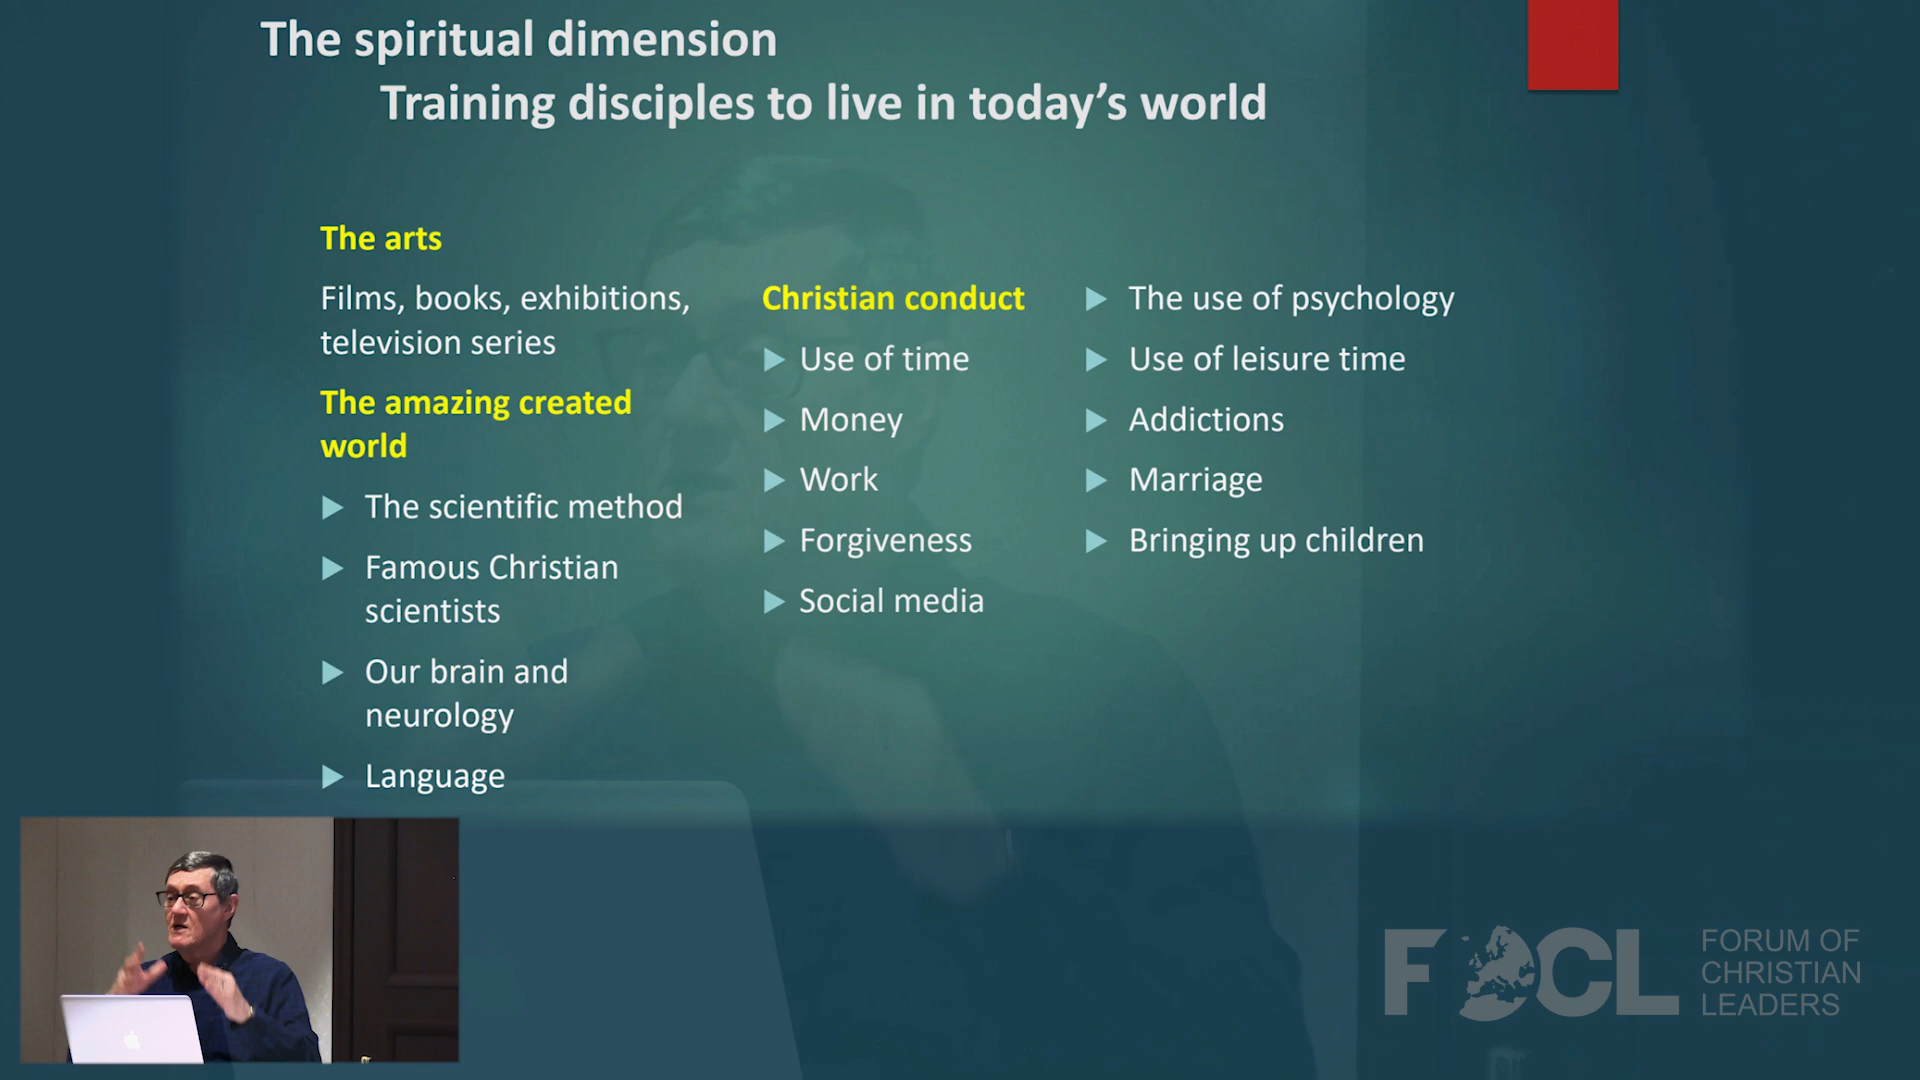 The spiritual dimension
Training disciples to live in today’s world
The arts
Films, books, exhibitions,
television series
The amazing created
world
The scientific method
Famous Christian
scientists
Our brain and
neurology
Language
Christian conduct
Use of time
Money
Work
Forgiveness
Social media
The use of psychology
Use of leisure time
Addictions
Marriage
Bringing up children
FOCL
FORUM OF
CHRISTIAN
LEADERS